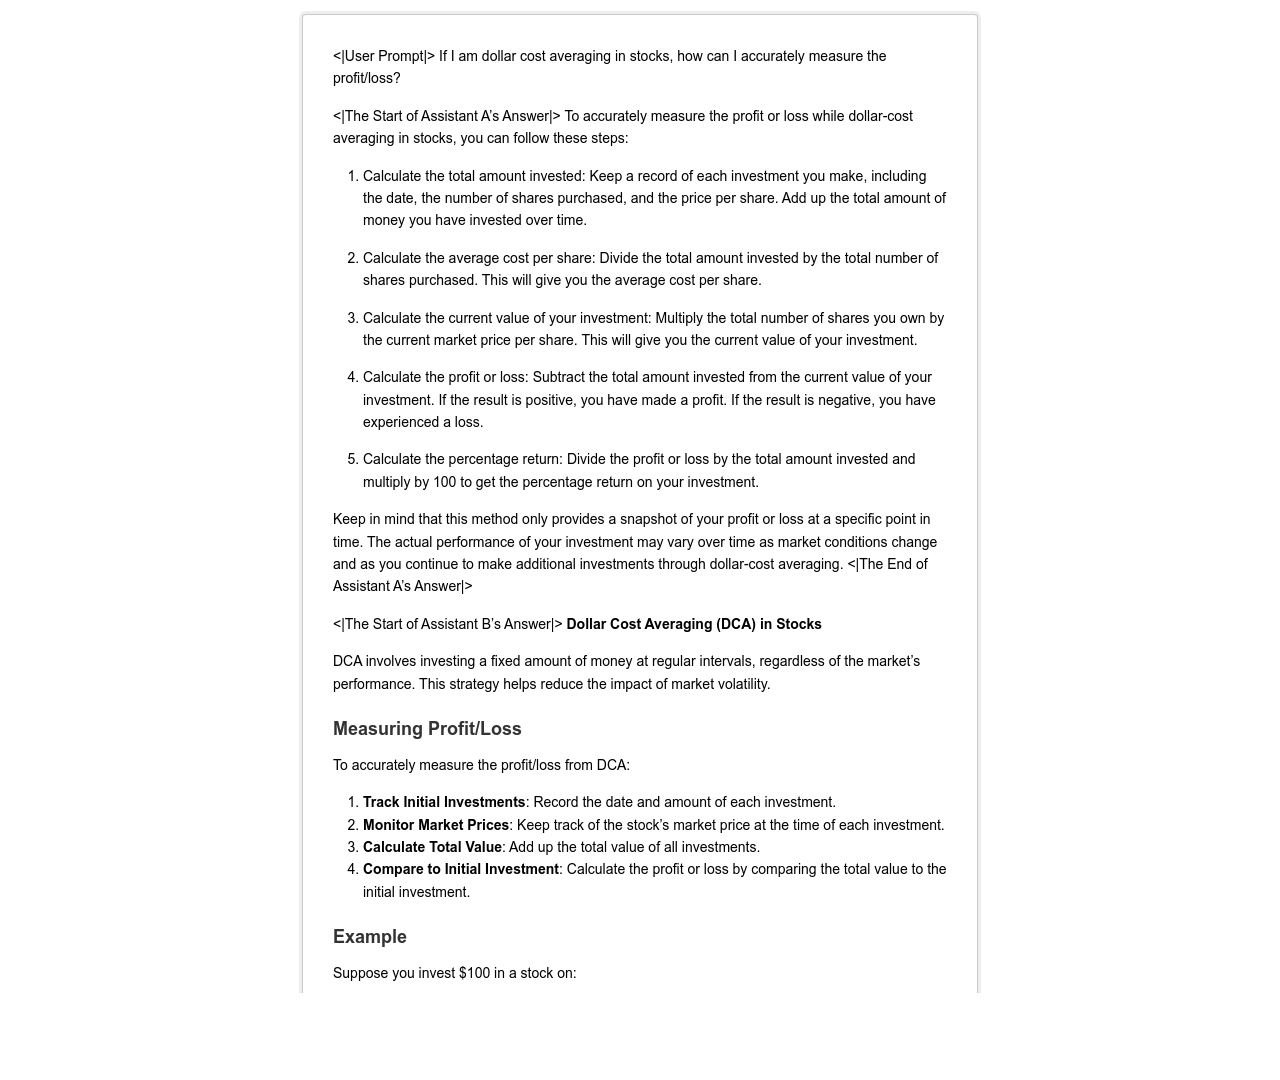 <|User Prompt|> If I am dollar cost averaging in stocks, how can I accurately measure the
profit/loss?
<|The Start of Assistant A’s Answer|> To accurately measure the profit or loss while dollar-cost
averaging in stocks, you can follow these steps:
1. Calculate the total amount invested: Keep a record of each investment you make, including
the date, the number of shares purchased, and the price per share. Add up the total amount of
money you have invested over time.
2. Calculate the average cost per share: Divide the total amount invested by the total number of
shares purchased. This will give you the average cost per share.
3. Calculate the current value of your investment: Multiply the total number of shares you own by
the current market price per share. This will give you the current value of your investment.
4. Calculate the profit or loss: Subtract the total amount invested from the current value of your
investment. If the result is positive, you have made a profit. If the result is negative, you have
experienced a loss.
5. Calculate the percentage return: Divide the profit or loss by the total amount invested and
multiply by 100 to get the percentage return on your investment.
Keep in mind that this method only provides a snapshot of your profit or loss at a specific point in
time. The actual performance of your investment may vary over time as market conditions change
and as you continue to make additional investments through dollar-cost averaging. <|The End of
Assistant A’s Answer|>
<|The Start of Assistant B’s Answer|> Dollar Cost Averaging (DCA) in Stocks
DCA involves investing a fixed amount of money at regular intervals, regardless of the market’s
performance. This strategy helps reduce the impact of market volatility.
Measuring Profit/Loss
To accurately measure the profit/loss from DCA:
1. Track Initial Investments: Record the date and amount of each investment.
2. Monitor Market Prices: Keep track of the stock’s market price at the time of each investment.
3. Calculate Total Value: Add up the total value of all investments.
4. Compare to Initial Investment: Calculate the profit or loss by comparing the total value to the
initial investment.
Example
Suppose you invest $100 in a stock on: